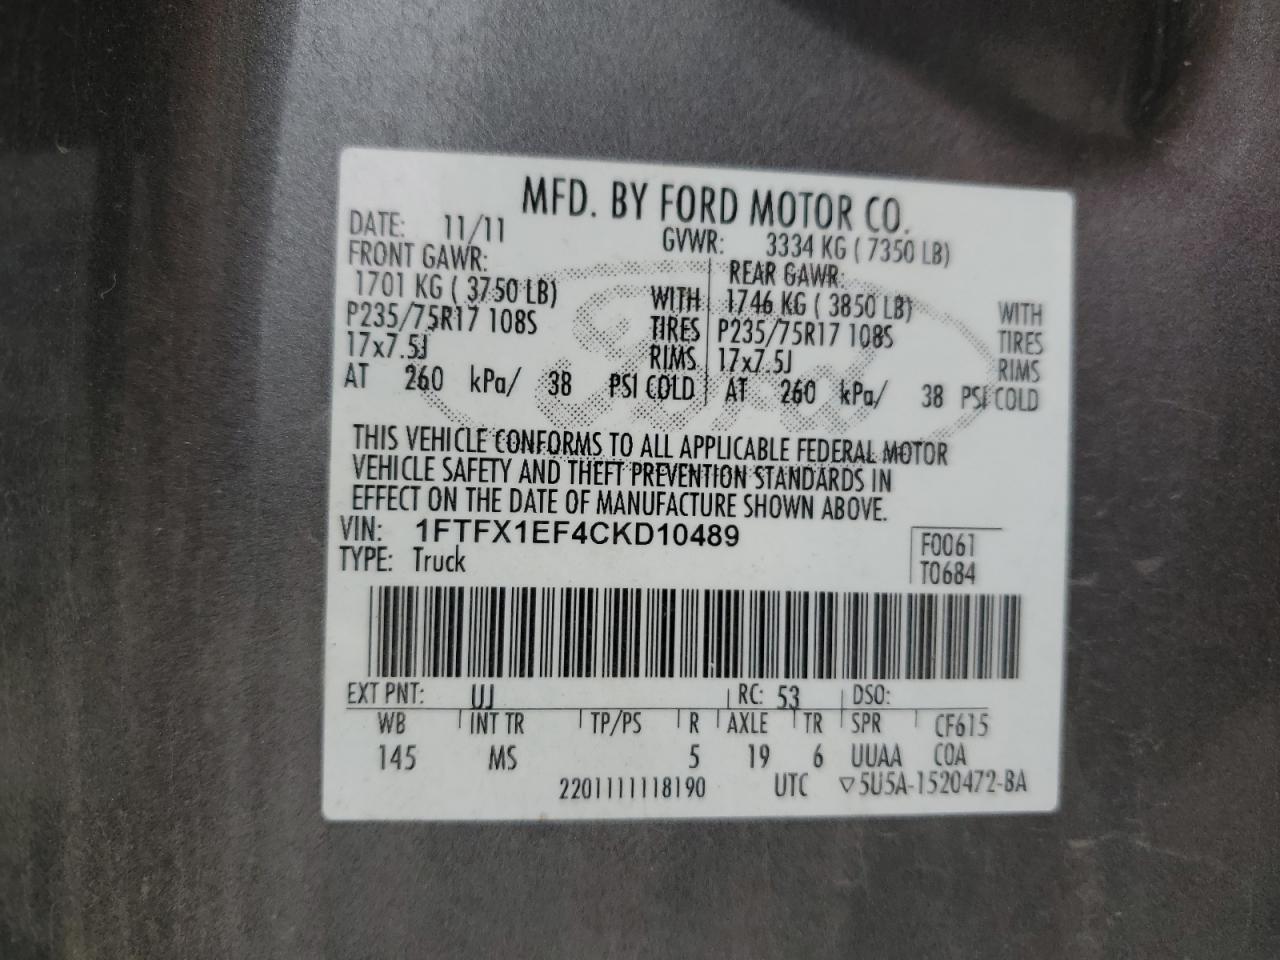 MFD. BY FORD MOTOR CO.
DATE: 11/11 GVWR: 3334 KG ( 7350 LB)
FRONT GAWR: REAR GAWR:
1701 KG ( 3750 LB) WITH 1746 KG ( 3850 LB) WITH
P235/75R17 108S TIRES P235/75R17 108S TIRES
17x7.5J RIMS 17x7.5J RIMS
AT 260 kPa/ 38 PSI COLD AT 260 kPa/ 38 PSI COLD
Ford
THIS VEHICLE CONFORMS TO ALL APPLICABLE FEDERAL MOTOR
VEHICLE SAFETY AND THEFT PREVENTION STANDARDS IN
EFFECT ON THE DATE OF MANUFACTURE SHOWN ABOVE.
VIN: 1FTFX1EF4CKD10489 F0061
TYPE: Truck T0684
EXT PNT: UJ RC: 53 DSO:
WB INT TR TP/PS R AXLE TR SPR CF615
145 MS 5 19 6 UUAA COA
2201111118190 UTC ▽5U5A-1520472-BA